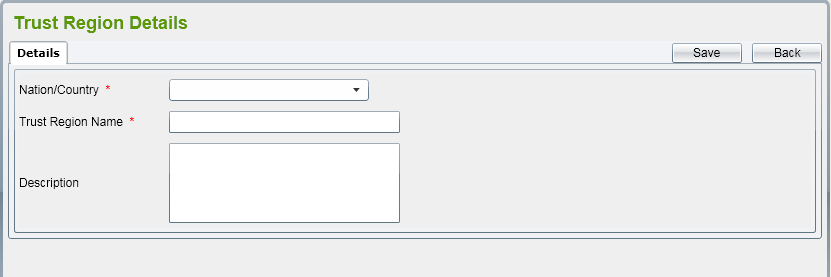 Trust Region Details
Details
Save
Back
Nation/Country *
Trust Region Name *
Description